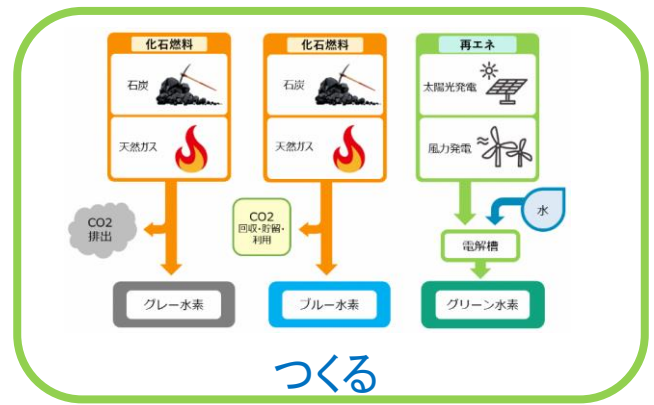 化石燃料
石炭
天然ガス
CO2
排出
グレー水素
化石燃料
石炭
天然ガス
CO2
回収・貯留・
利用
ブルー水素
再エネ
太陽光発電
風力発電
水
電解槽
グリーン水素
つくる